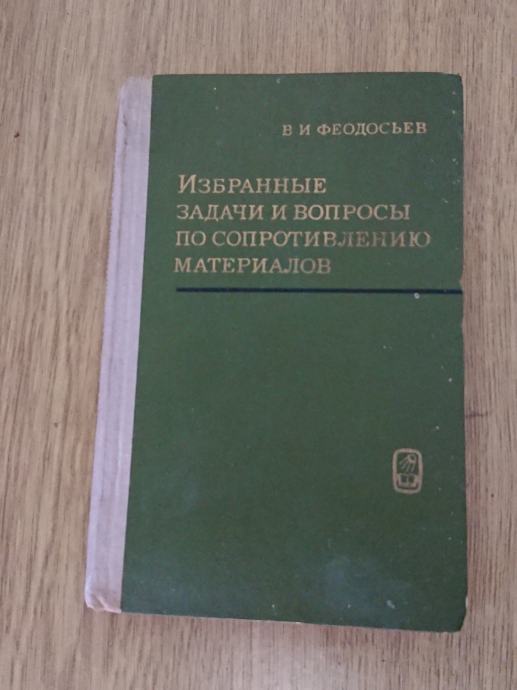 В И ФЕОДОСЬЕВ
ИЗБРАННЫЕ
ЗАДАЧИ И ВОПРОСЫ
ПО СОПРОТИВЛЕНИЮ
МАТЕРИАЛОВ